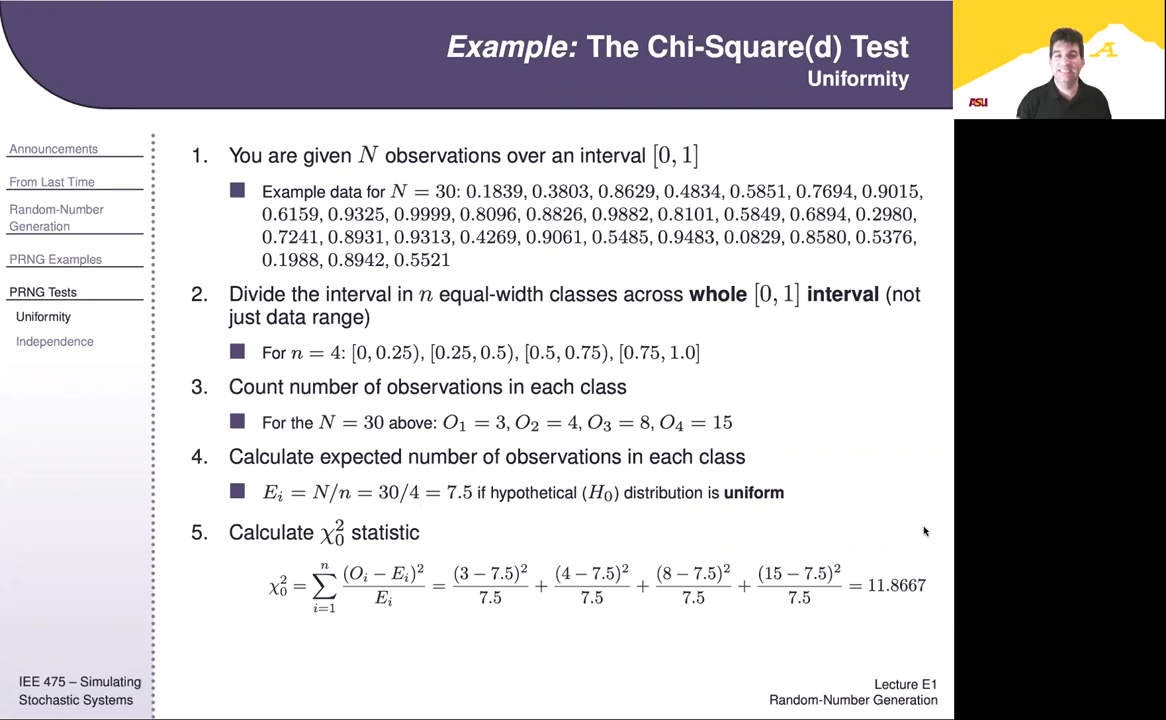 Example: The Chi-Square(d) Test
Uniformity
A
ASU
Announcements
From Last Time
Random-Number
Generation
PRNG Examples
PRNG Tests
Uniformity
Independence
1. You are given N observations over an interval [0, 1]
Example data for N = 30: 0.1839, 0.3803, 0.8629, 0.4834, 0.5851, 0.7694, 0.9015,
0.6159, 0.9325, 0.9999, 0.8096, 0.8826, 0.9882, 0.8101, 0.5849, 0.6894, 0.2980,
0.7241, 0.8931, 0.9313, 0.4269, 0.9061, 0.5485, 0.9483, 0.0829, 0.8580, 0.5376,
0.1988, 0.8942, 0.5521
2. Divide the interval in n equal-width classes across whole [0, 1] interval (not
just data range)
For n = 4: [0, 0.25), [0.25, 0.5), [0.5, 0.75), [0.75, 1.0]
3. Count number of observations in each class
For the N = 30 above: O₁ = 3, O₂ = 4, O₃ = 8, O₄ = 15
4. Calculate expected number of observations in each class
Eᵢ = N/n = 30/4 = 7.5 if hypothetical (H₀) distribution is uniform
5. Calculate χ₀² statistic
χ₀² = ∑ᵢ₌₁ⁿ (Oᵢ − Eᵢ)²/Eᵢ = (3 − 7.5)²/7.5 + (4 − 7.5)²/7.5 + (8 − 7.5)²/7.5 + (15 − 7.5)²/7.5 = 11.8667
IEE 475 – Simulating
Stochastic Systems
Lecture E1
Random-Number Generation